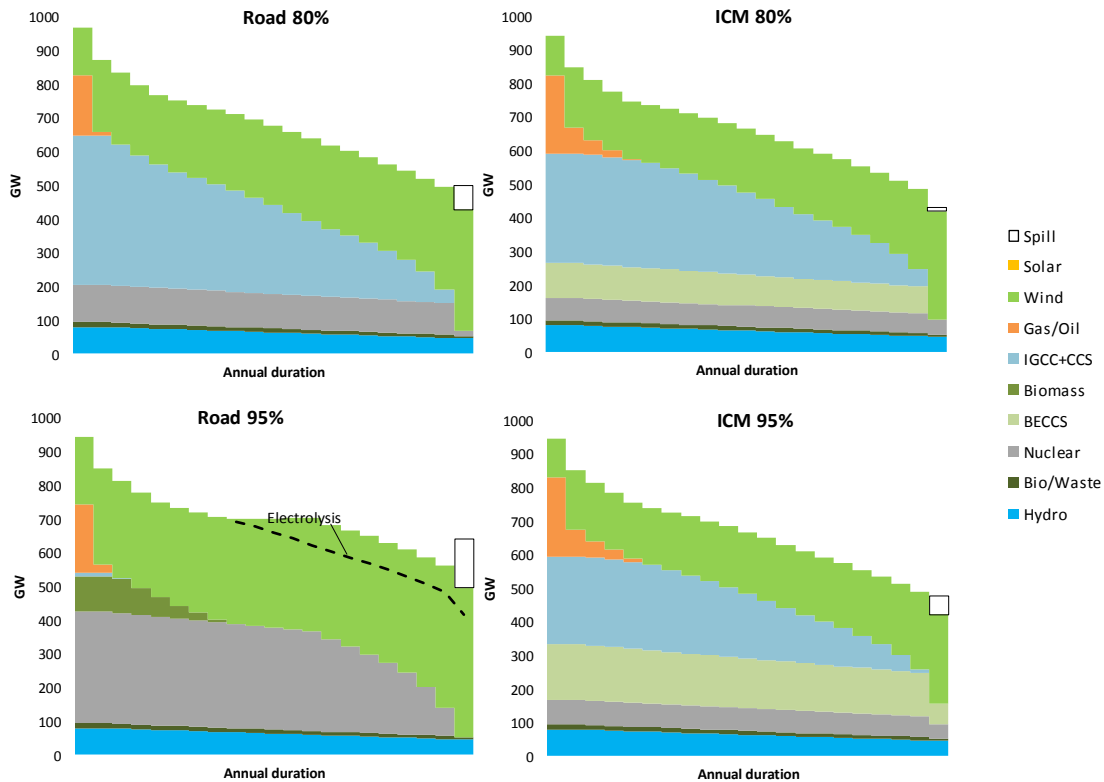 Road 80%
1000
900
800
700
600
500
400
300
200
100
0
GW
Annual duration
ICM 80%
1000
900
800
700
600
500
400
300
200
100
0
GW
Annual duration
Road 95%
1000
900
800
700
600
500
400
300
200
100
0
GW
Electrolysis
Annual duration
ICM 95%
1000
900
800
700
600
500
400
300
200
100
0
GW
Annual duration
Spill
Solar
Wind
Gas/Oil
IGCC+CCS
Biomass
BECCS
Nuclear
Bio/Waste
Hydro